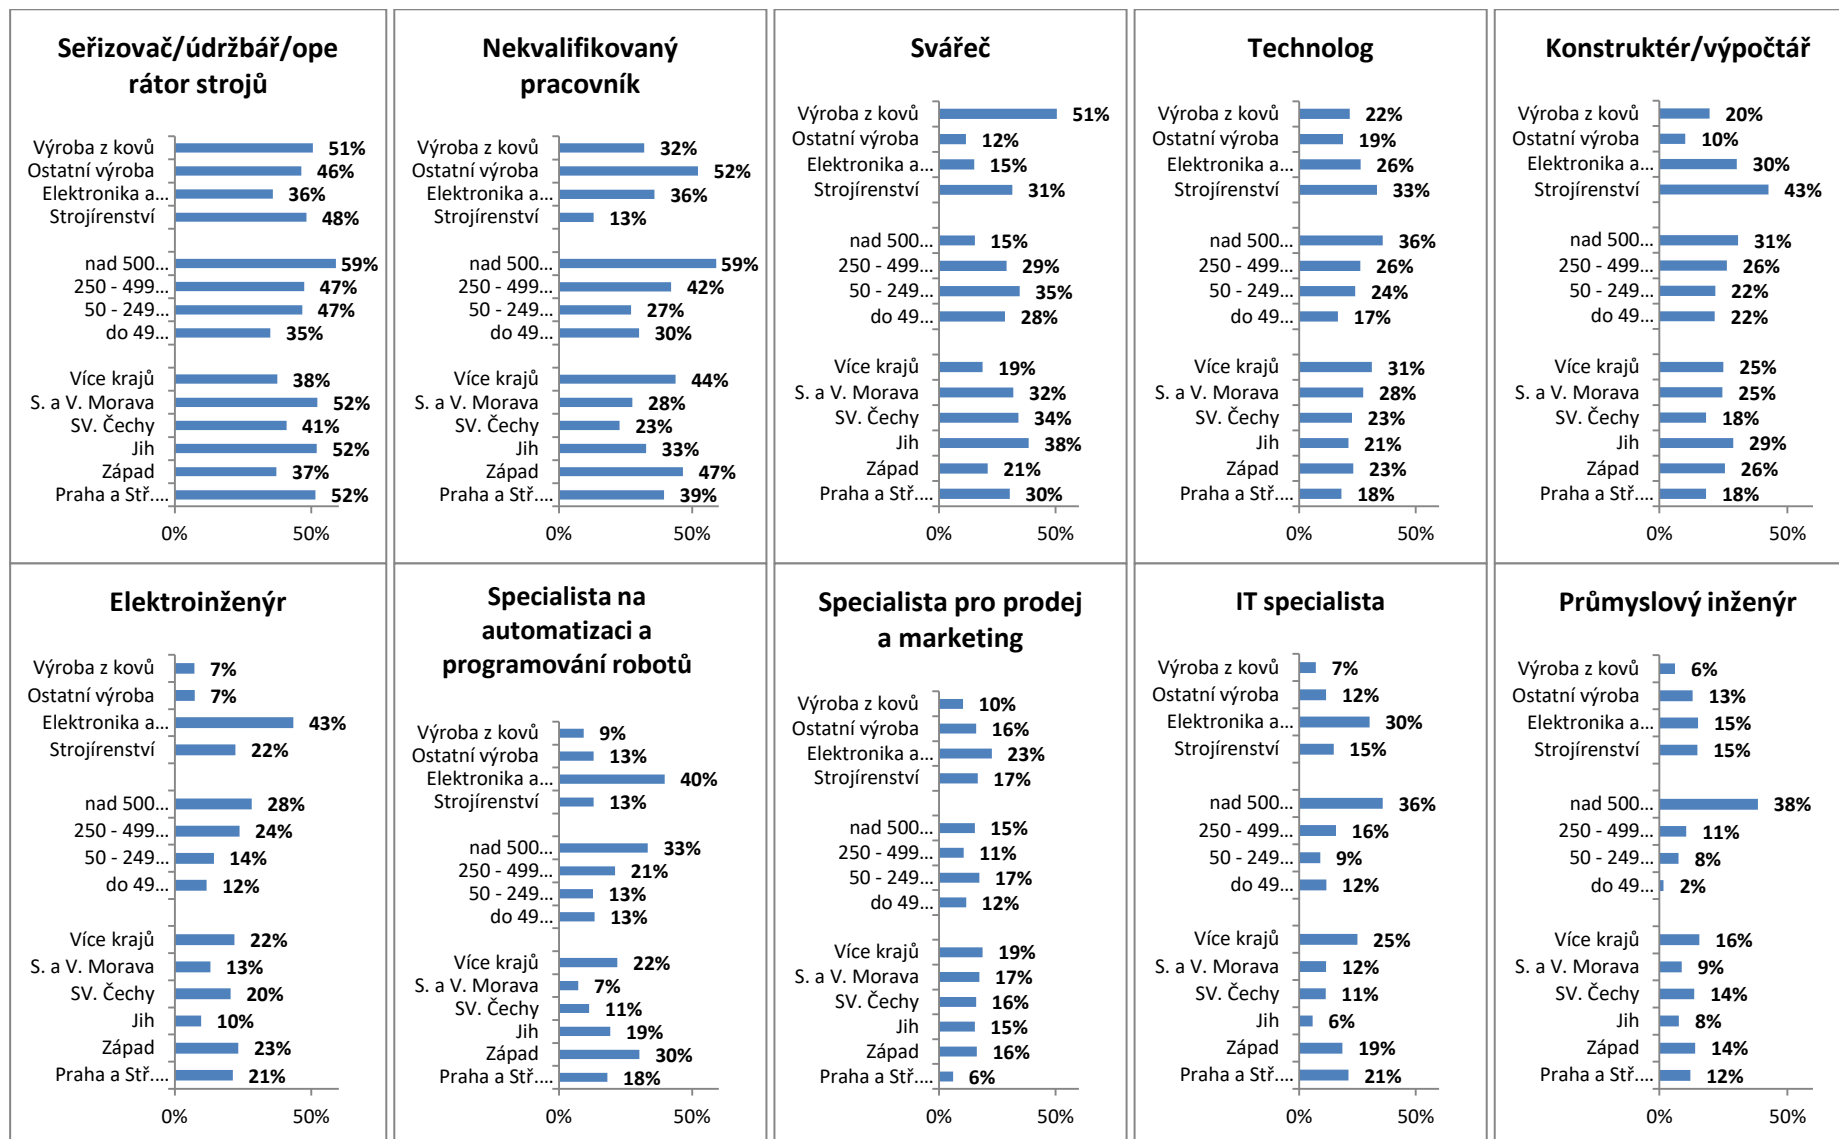 Seřizovač/údržbář/ope
rátor strojů
Výroba z kovů 51%
Ostatní výroba 46%
Elektronika a... 36%
Strojírenství 48%
nad 500... 59%
250 - 499... 47%
50 - 249... 47%
do 49... 35%
Více krajů 38%
S. a V. Morava 52%
SV. Čechy 41%
Jih 52%
Západ 37%
Praha a Stř.... 52%
0% 50%
Nekvalifikovaný
pracovník
Výroba z kovů 32%
Ostatní výroba 52%
Elektronika a... 36%
Strojírenství 13%
nad 500... 59%
250 - 499... 42%
50 - 249... 27%
do 49... 30%
Více krajů 44%
S. a V. Morava 28%
SV. Čechy 23%
Jih 33%
Západ 47%
Praha a Stř.... 39%
0% 50%
Svářeč
Výroba z kovů 51%
Ostatní výroba 12%
Elektronika a... 15%
Strojírenství 31%
nad 500... 15%
250 - 499... 29%
50 - 249... 35%
do 49... 28%
Více krajů 19%
S. a V. Morava 32%
SV. Čechy 34%
Jih 38%
Západ 21%
Praha a Stř.... 30%
0% 50%
Technolog
Výroba z kovů 22%
Ostatní výroba 19%
Elektronika a... 26%
Strojírenství 33%
nad 500... 36%
250 - 499... 26%
50 - 249... 24%
do 49... 17%
Více krajů 31%
S. a V. Morava 28%
SV. Čechy 23%
Jih 21%
Západ 23%
Praha a Stř.... 18%
0% 50%
Konstruktér/výpočtář
Výroba z kovů 20%
Ostatní výroba 10%
Elektronika a... 30%
Strojírenství 43%
nad 500... 31%
250 - 499... 26%
50 - 249... 22%
do 49... 22%
Více krajů 25%
S. a V. Morava 25%
SV. Čechy 18%
Jih 29%
Západ 26%
Praha a Stř.... 18%
0% 50%
Elektroinženýr
Výroba z kovů 7%
Ostatní výroba 7%
Elektronika a... 43%
Strojírenství 22%
nad 500... 28%
250 - 499... 24%
50 - 249... 14%
do 49... 12%
Více krajů 22%
S. a V. Morava 13%
SV. Čechy 20%
Jih 10%
Západ 23%
Praha a Stř.... 21%
0% 50%
Specialista na
automatizaci a
programování robotů
Výroba z kovů 9%
Ostatní výroba 13%
Elektronika a... 40%
Strojírenství 13%
nad 500... 33%
250 - 499... 21%
50 - 249... 13%
do 49... 13%
Více krajů 22%
S. a V. Morava 7%
SV. Čechy 11%
Jih 19%
Západ 30%
Praha a Stř.... 18%
0% 50%
Specialista pro prodej
a marketing
Výroba z kovů 10%
Ostatní výroba 16%
Elektronika a... 23%
Strojírenství 17%
nad 500... 15%
250 - 499... 11%
50 - 249... 17%
do 49... 12%
Více krajů 19%
S. a V. Morava 17%
SV. Čechy 16%
Jih 15%
Západ 16%
Praha a Stř.... 6%
0% 50%
IT specialista
Výroba z kovů 7%
Ostatní výroba 12%
Elektronika a... 30%
Strojírenství 15%
nad 500... 36%
250 - 499... 16%
50 - 249... 9%
do 49... 12%
Více krajů 25%
S. a V. Morava 12%
SV. Čechy 11%
Jih 6%
Západ 19%
Praha a Stř.... 21%
0% 50%
Průmyslový inženýr
Výroba z kovů 6%
Ostatní výroba 13%
Elektronika a... 15%
Strojírenství 15%
nad 500... 38%
250 - 499... 11%
50 - 249... 8%
do 49... 2%
Více krajů 16%
S. a V. Morava 9%
SV. Čechy 14%
Jih 8%
Západ 14%
Praha a Stř.... 12%
0% 50%